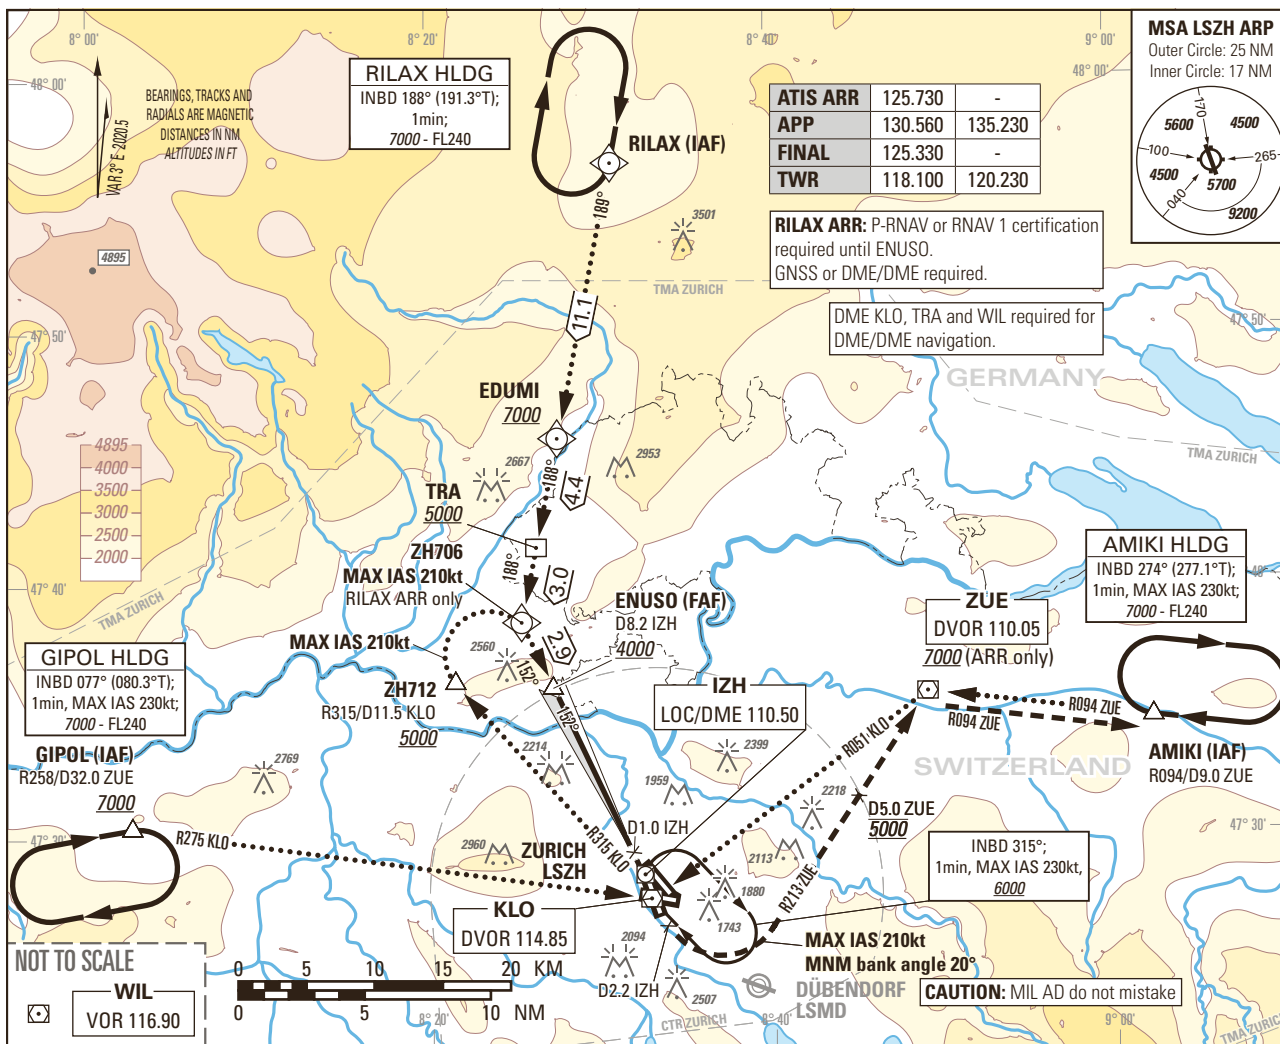 8° 00'
8° 20'
8° 40'
9° 00'
48° 00'
48° 00'
VAR 3° E 2020.5
BEARINGS, TRACKS AND
RADIALS ARE MAGNETIC
DISTANCES IN NM
ALTITUDES IN FT
RILAX HLDG
INBD 188° (191.3°T);
1min;
7000 - FL240
RILAX (IAF)
189°
ATIS ARR 125.730 -
APP 130.560 135.230
FINAL 125.330 -
TWR 118.100 120.230
MSA LSZH ARP
Outer Circle: 25 NM
Inner Circle: 17 NM
170
5600
4500
100
265
4500
5700
040
9200
RILAX ARR: P-RNAV or RNAV 1 certification
required until ENUSO.
GNSS or DME/DME required.
DME KLO, TRA and WIL required for
DME/DME navigation.
3501
4895
TMA ZURICH
11.1
47° 50'
47° 50'
GERMANY
EDUMI
7000
4895
4000
3500
3000
2500
2000
2667
188°
4.4
2953
TMA ZURICH
TRA
5000
ZH706
MAX IAS 210kt
RILAX ARR only
188°
3.0
47° 40'
TMA ZURICH
AMIKI HLDG
INBD 274° (277.1°T);
1min, MAX IAS 230kt;
7000 - FL240
ENUSO (FAF)
D8.2 IZH
4000
ZUE
DVOR 110.05
7000 (ARR only)
MAX IAS 210kt
2560
2.9
152°
152°
GIPOL HLDG
INBD 077° (080.3°T);
1min, MAX IAS 230kt;
7000 - FL240
ZH712
R315/D11.5 KLO
5000
IZH
LOC/DME 110.50
R094 ZUE
R094 ZUE
R051 KLO
AMIKI (IAF)
R094/D9.0 ZUE
GIPOL (IAF)
R258/D32.0 ZUE
7000
2769
2214
2399
1959
SWITZERLAND
2218
D5.0 ZUE
5000
47° 30'
47° 30'
R275 KLO
R315 KLO
D1.0 IZH
2960
ZURICH
LSZH
2113
1880
1743
R213 ZUE
INBD 315°;
1min, MAX IAS 230kt,
6000
KLO
DVOR 114.85
MAX IAS 210kt
MNM bank angle 20°
2094
D2.2 IZH
2507
DÜBENDORF
LSMD
CAUTION: MIL AD do not mistake
NOT TO SCALE
WIL
VOR 116.90
0 5 10 15 20 KM
0 5 10 NM
8° 20'
CTR ZURICH
8° 40'
9° 00'
TMA ZURICH